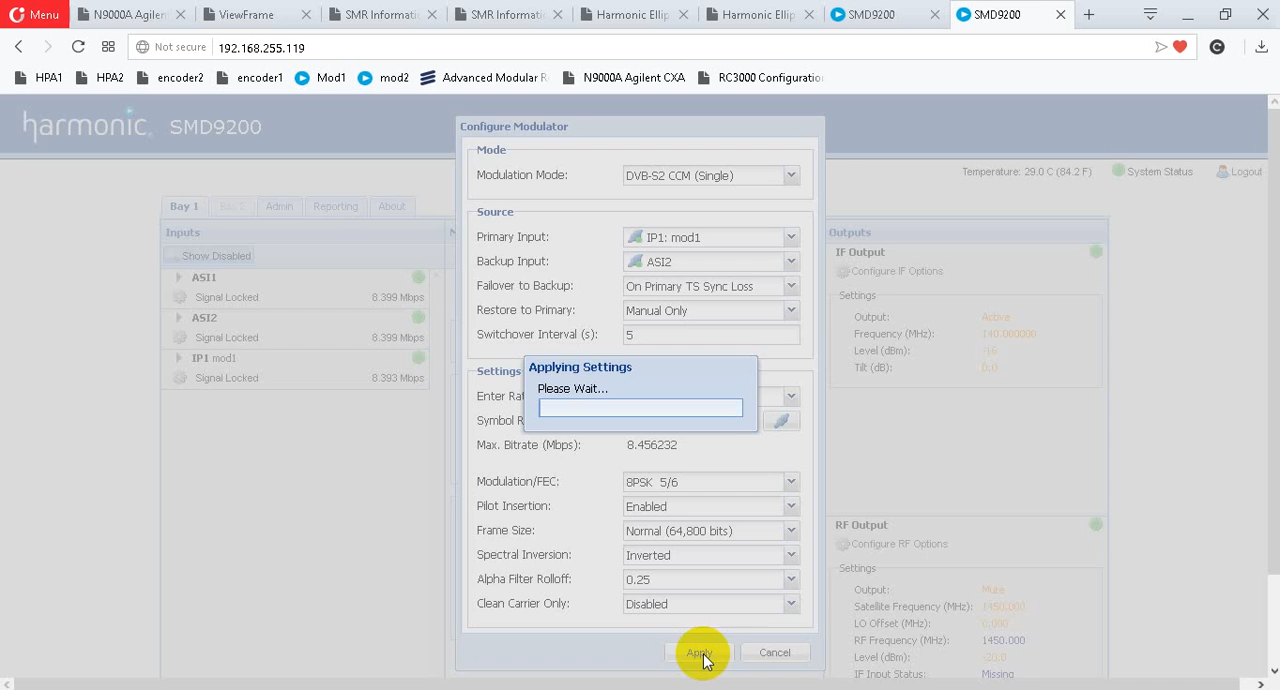 Menu
N9000A Agilent
ViewFrame
SMR Informati
SMR Informati
Harmonic Ellip
Harmonic Ellip
SMD9200
SMD9200
Not secure
192.168.255.119
HPA1
HPA2
encoder2
encoder1
Mod1
mod2
Advanced Modular R
N9000A Agilent CXA
RC3000 Configuratio
harmonic SMD9200
Temperature: 29.0 C (84.2 F)
System Status
Logout
Bay 1
Admin
Reporting
About
Inputs
Show Disabled
ASI1
Signal Locked 8.399 Mbps
ASI2
Signal Locked 8.399 Mbps
IP1 mod1
Signal Locked 8.393 Mbps
Configure Modulator
Mode
Modulation Mode: DVB-S2 CCM (Single)
Source
Primary Input: IP1: mod1
Backup Input: ASI2
Failover to Backup: On Primary TS Sync Loss
Restore to Primary: Manual Only
Switchover Interval (s): 5
Settings
Enter Rat
Symbol R
Max. Bitrate (Mbps): 8.456232
Modulation/FEC: 8PSK 5/6
Pilot Insertion: Enabled
Frame Size: Normal (64,800 bits)
Spectral Inversion: Inverted
Alpha Filter Rolloff: 0.25
Clean Carrier Only: Disabled
Apply
Cancel
Applying Settings
Please Wait...
Outputs
IF Output
Configure IF Options
Settings
Output: Active
Frequency (MHz): 140.000000
Level (dBm): -16
Tilt (dB): 0.0
RF Output
Configure RF Options
Settings
Output: Mute
Satellite Frequency (MHz): 1450.000
LO Offset (MHz): 0.000
RF Frequency (MHz): 1450.000
Level (dBm): -20.0
IF Input Status: Missing